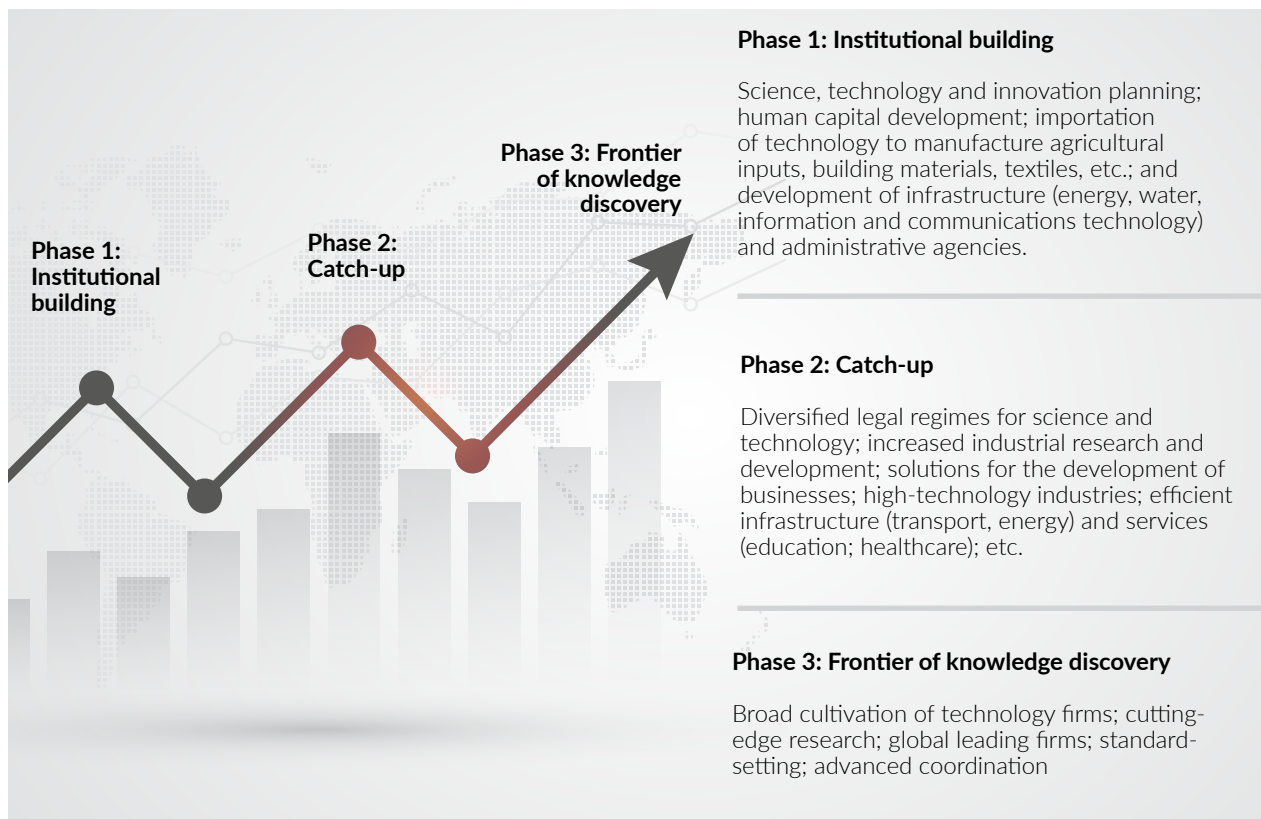 Phase 1:
Institutional
building
Phase 2:
Catch-up
Phase 3: Frontier
of knowledge
discovery
Phase 1: Institutional building
Science, technology and innovation planning;
human capital development; importation
of technology to manufacture agricultural
inputs, building materials, textiles, etc.; and
development of infrastructure (energy, water,
information and communications technology)
and administrative agencies.
Phase 2: Catch-up
Diversified legal regimes for science and
technology; increased industrial research and
development; solutions for the development of
businesses; high-technology industries; efficient
infrastructure (transport, energy) and services
(education; healthcare); etc.
Phase 3: Frontier of knowledge discovery
Broad cultivation of technology firms; cutting-
edge research; global leading firms; standard-
setting; advanced coordination